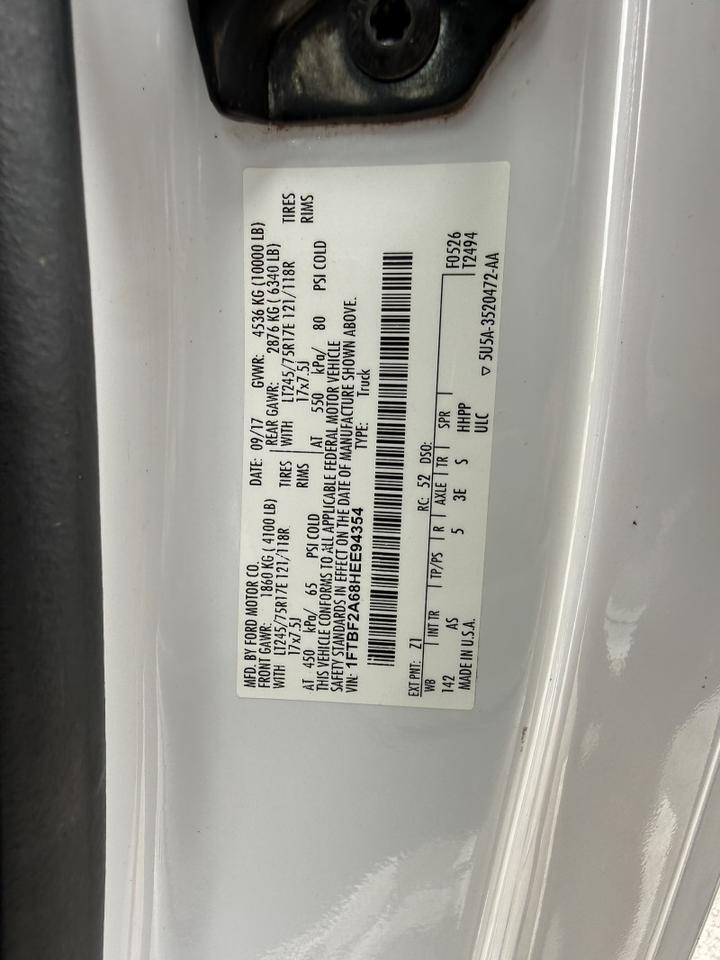 MFD. BY FORD MOTOR CO.
DATE: 09/17 GVWR: 4536 KG (10000 LB)
FRONT GAWR: 1860 KG ( 4100 LB) REAR GAWR: 2876 KG ( 6340 LB)
WITH LT245/75R17E 121/118R TIRES WITH LT245/75R17E 121/118R TIRES
17x7.5J RIMS 17x7.5J RIMS
AT 450 kPa/ 65 PSI COLD AT 550 kPa/ 80 PSI COLD
THIS VEHICLE CONFORMS TO ALL APPLICABLE FEDERAL MOTOR VEHICLE
SAFETY STANDARDS IN EFFECT ON THE DATE OF MANUFACTURE SHOWN ABOVE.
VIN: 1FTBF2A68HEE94354 TYPE: Truck
EXT PNT: Z1 RC: 52 DSO:
WB INT TR TP/PS R AXLE TR SPR F0526
142 AS 5 3E S HHPP T2494
MADE IN U.S.A. ULC
▽ 5U5A-3520472-AA